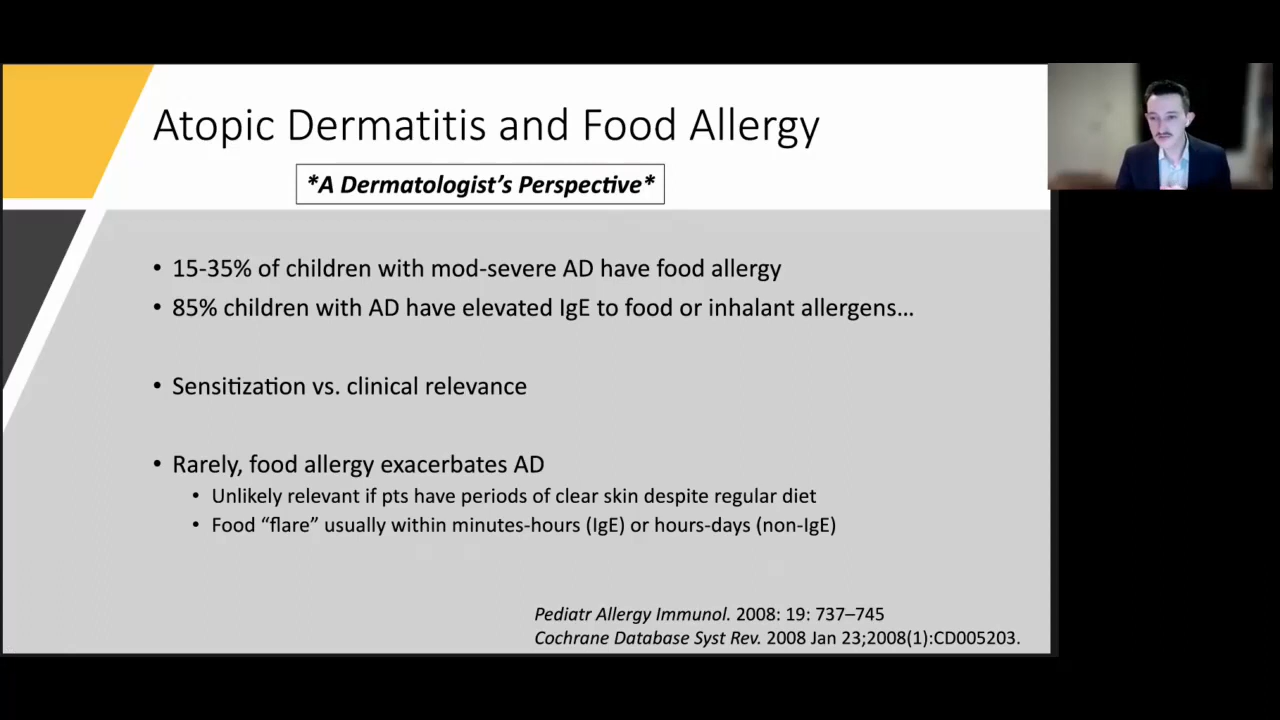 Atopic Dermatitis and Food Allergy
*A Dermatologist’s Perspective*
• 15-35% of children with mod-severe AD have food allergy
• 85% children with AD have elevated IgE to food or inhalant allergens…
• Sensitization vs. clinical relevance
• Rarely, food allergy exacerbates AD
• Unlikely relevant if pts have periods of clear skin despite regular diet
• Food “flare” usually within minutes-hours (IgE) or hours-days (non-IgE)
Pediatr Allergy Immunol. 2008: 19: 737–745
Cochrane Database Syst Rev. 2008 Jan 23;2008(1):CD005203.